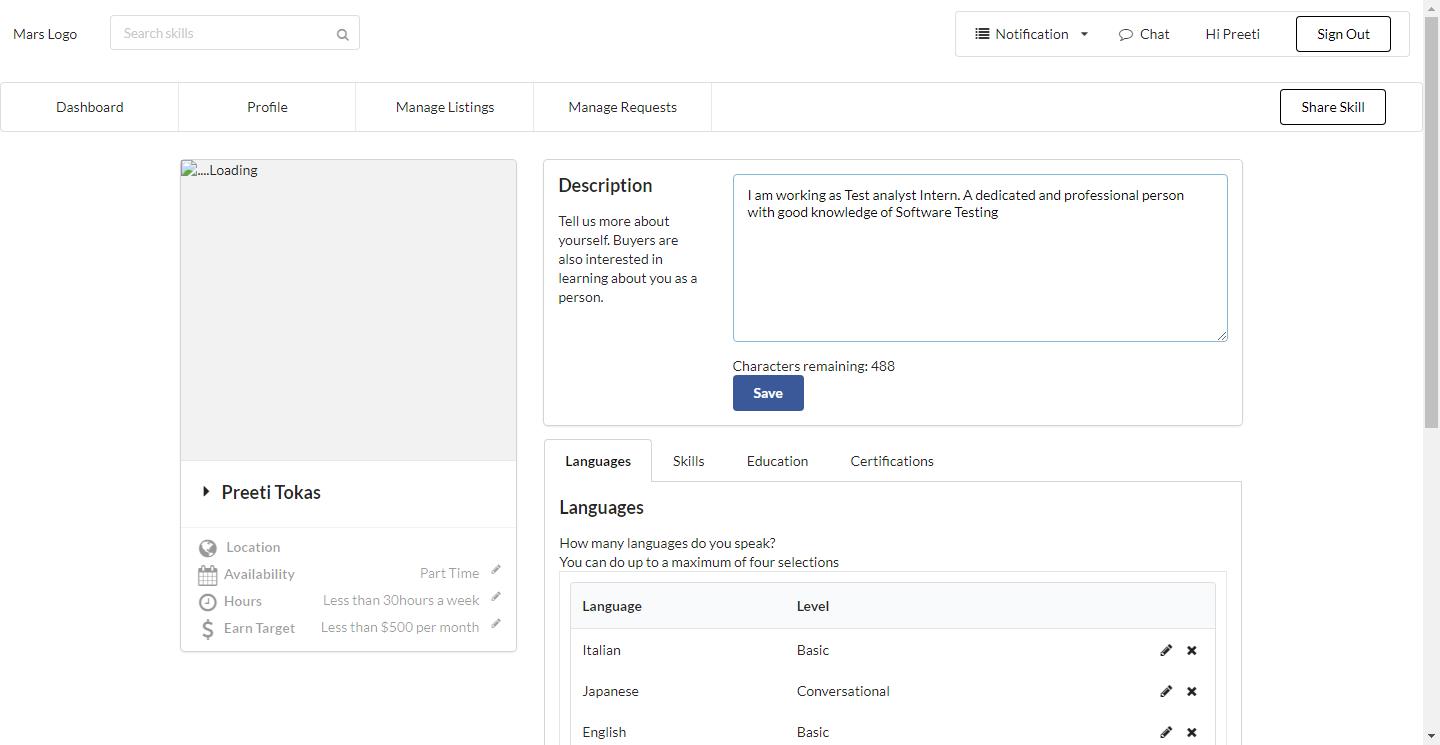 Mars Logo
Search skills
Notification
Chat
Hi Preeti
Sign Out
Dashboard
Profile
Manage Listings
Manage Requests
Share Skill
....Loading
Preeti Tokas
Location
Availability
Part Time
Hours
Less than 30hours a week
Earn Target
Less than $500 per month
Description
Tell us more about
yourself. Buyers are
also interested in
learning about you as a
person.
I am working as Test analyst Intern. A dedicated and professional person
with good knowledge of Software Testing
Characters remaining: 488
Save
Languages
Skills
Education
Certifications
Languages
How many languages do you speak?
You can do up to a maximum of four selections
Language
Level
Italian
Basic
Japanese
Conversational
English
Basic